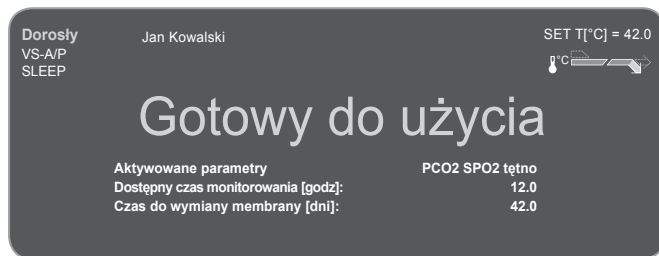 Dorosły Jan Kowalski SET T[°C] = 42.0
VS-A/P
SLEEP
°C
Gotowy do użycia
Aktywowane parametry PCO2 SPO2 tętno
Dostępny czas monitorowania [godz]: 12.0
Czas do wymiany membrany [dni]: 42.0